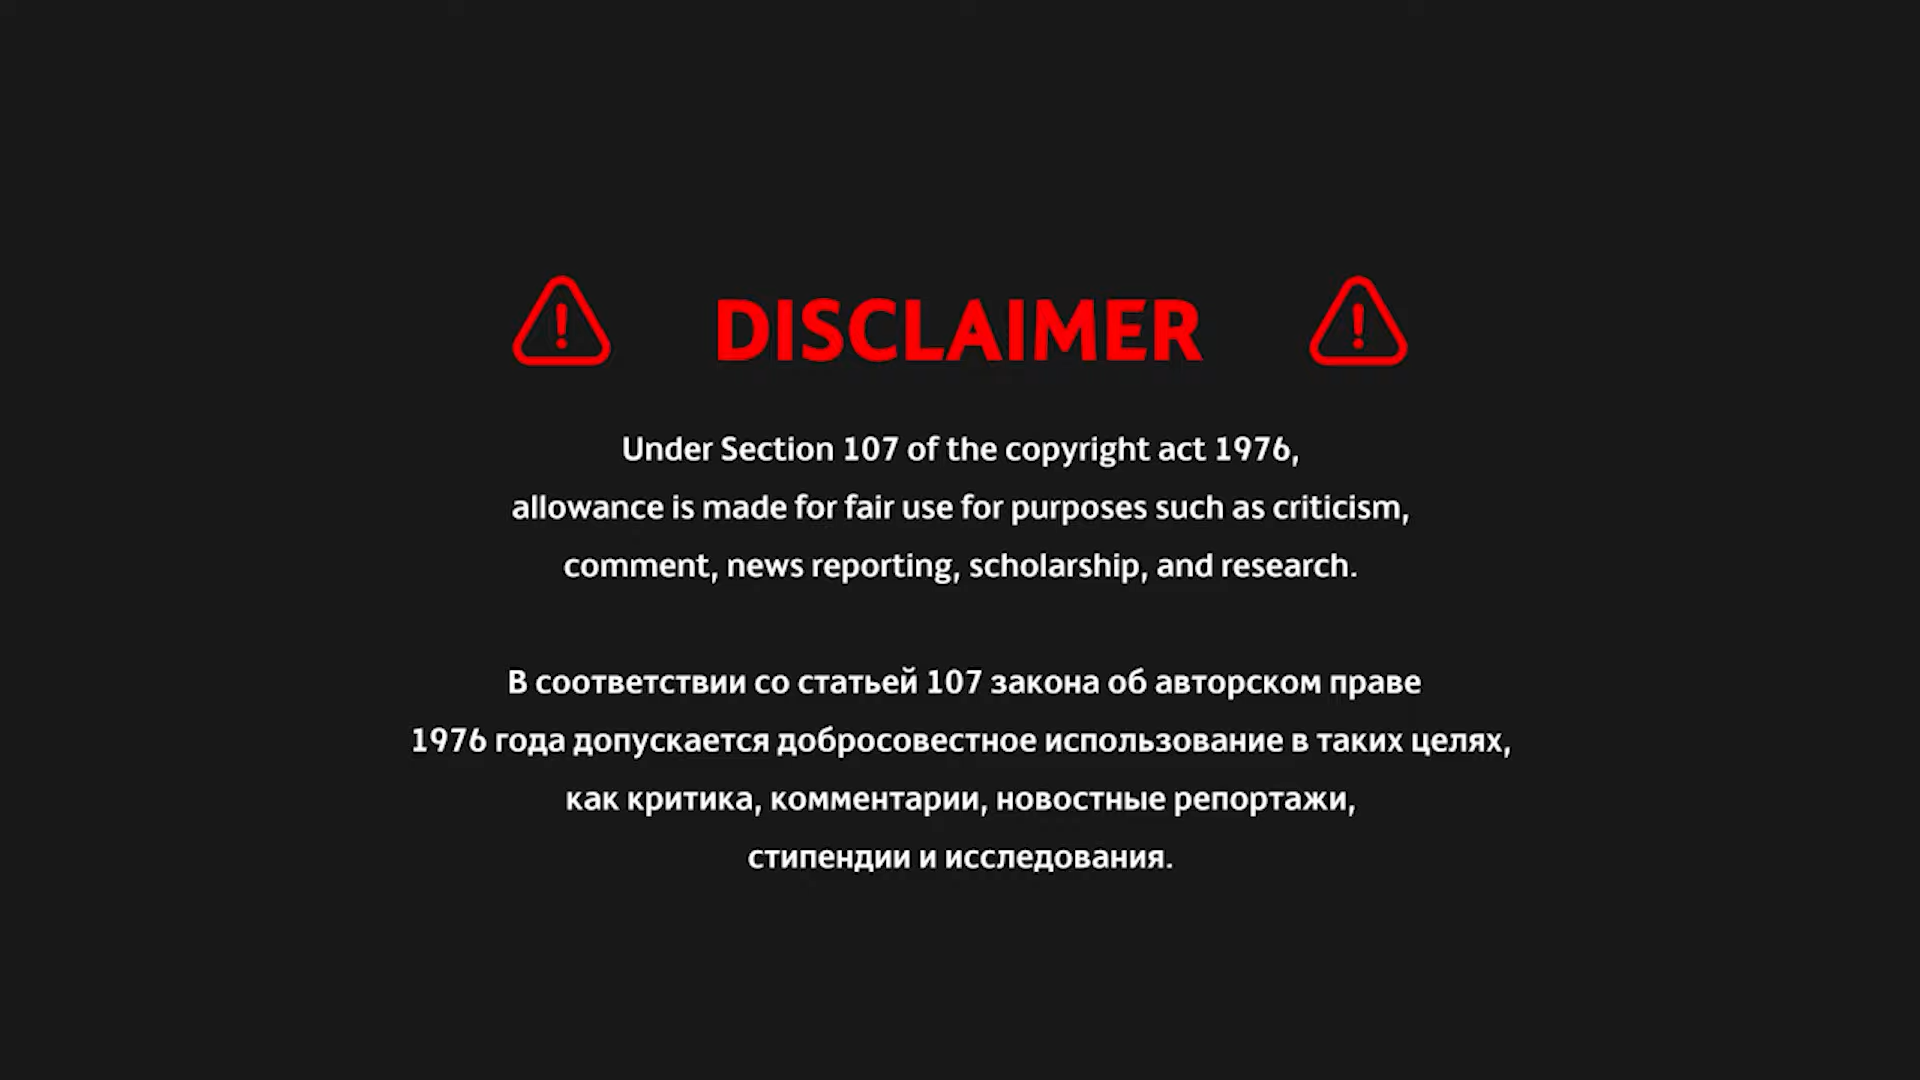 DISCLAIMER
Under Section 107 of the copyright act 1976,
allowance is made for fair use for purposes such as criticism,
comment, news reporting, scholarship, and research.
В соответствии со статьей 107 закона об авторском праве
1976 года допускается добросовестное использование в таких целях,
как критика, комментарии, новостные репортажи,
стипендии и исследования.